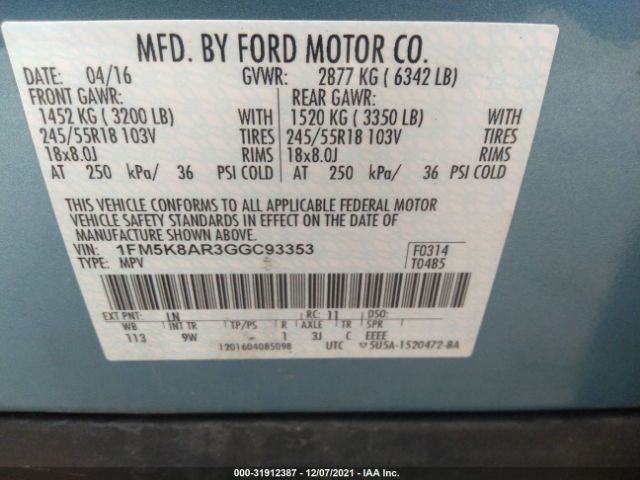 MFD. BY FORD MOTOR CO.
DATE: 04/16 GVWR: 2877 KG ( 6342 LB)
FRONT GAWR: REAR GAWR:
1452 KG ( 3200 LB) WITH 1520 KG ( 3350 LB) WITH
245/55R18 103V TIRES 245/55R18 103V TIRES
18x8.0J RIMS 18x8.0J RIMS
AT 250 kPa/ 36 PSI COLD AT 250 kPa/ 36 PSI COLD
THIS VEHICLE CONFORMS TO ALL APPLICABLE FEDERAL MOTOR
VEHICLE SAFETY STANDARDS IN EFFECT ON THE DATE OF
MANUFACTURE SHOWN ABOVE.
VIN: 1FM5K8AR3GGC93353 F0314
TYPE: MPV T0485
EXT PNT: LN RC: 11 DSO:
WB INT TR TP/PS R AXLE TR SPR
113 9W - 1 3J C EEEE
1201604085098 UTC 5U5A-1520472-BA
000-31912387 - 12/07/2021 - IAA Inc.